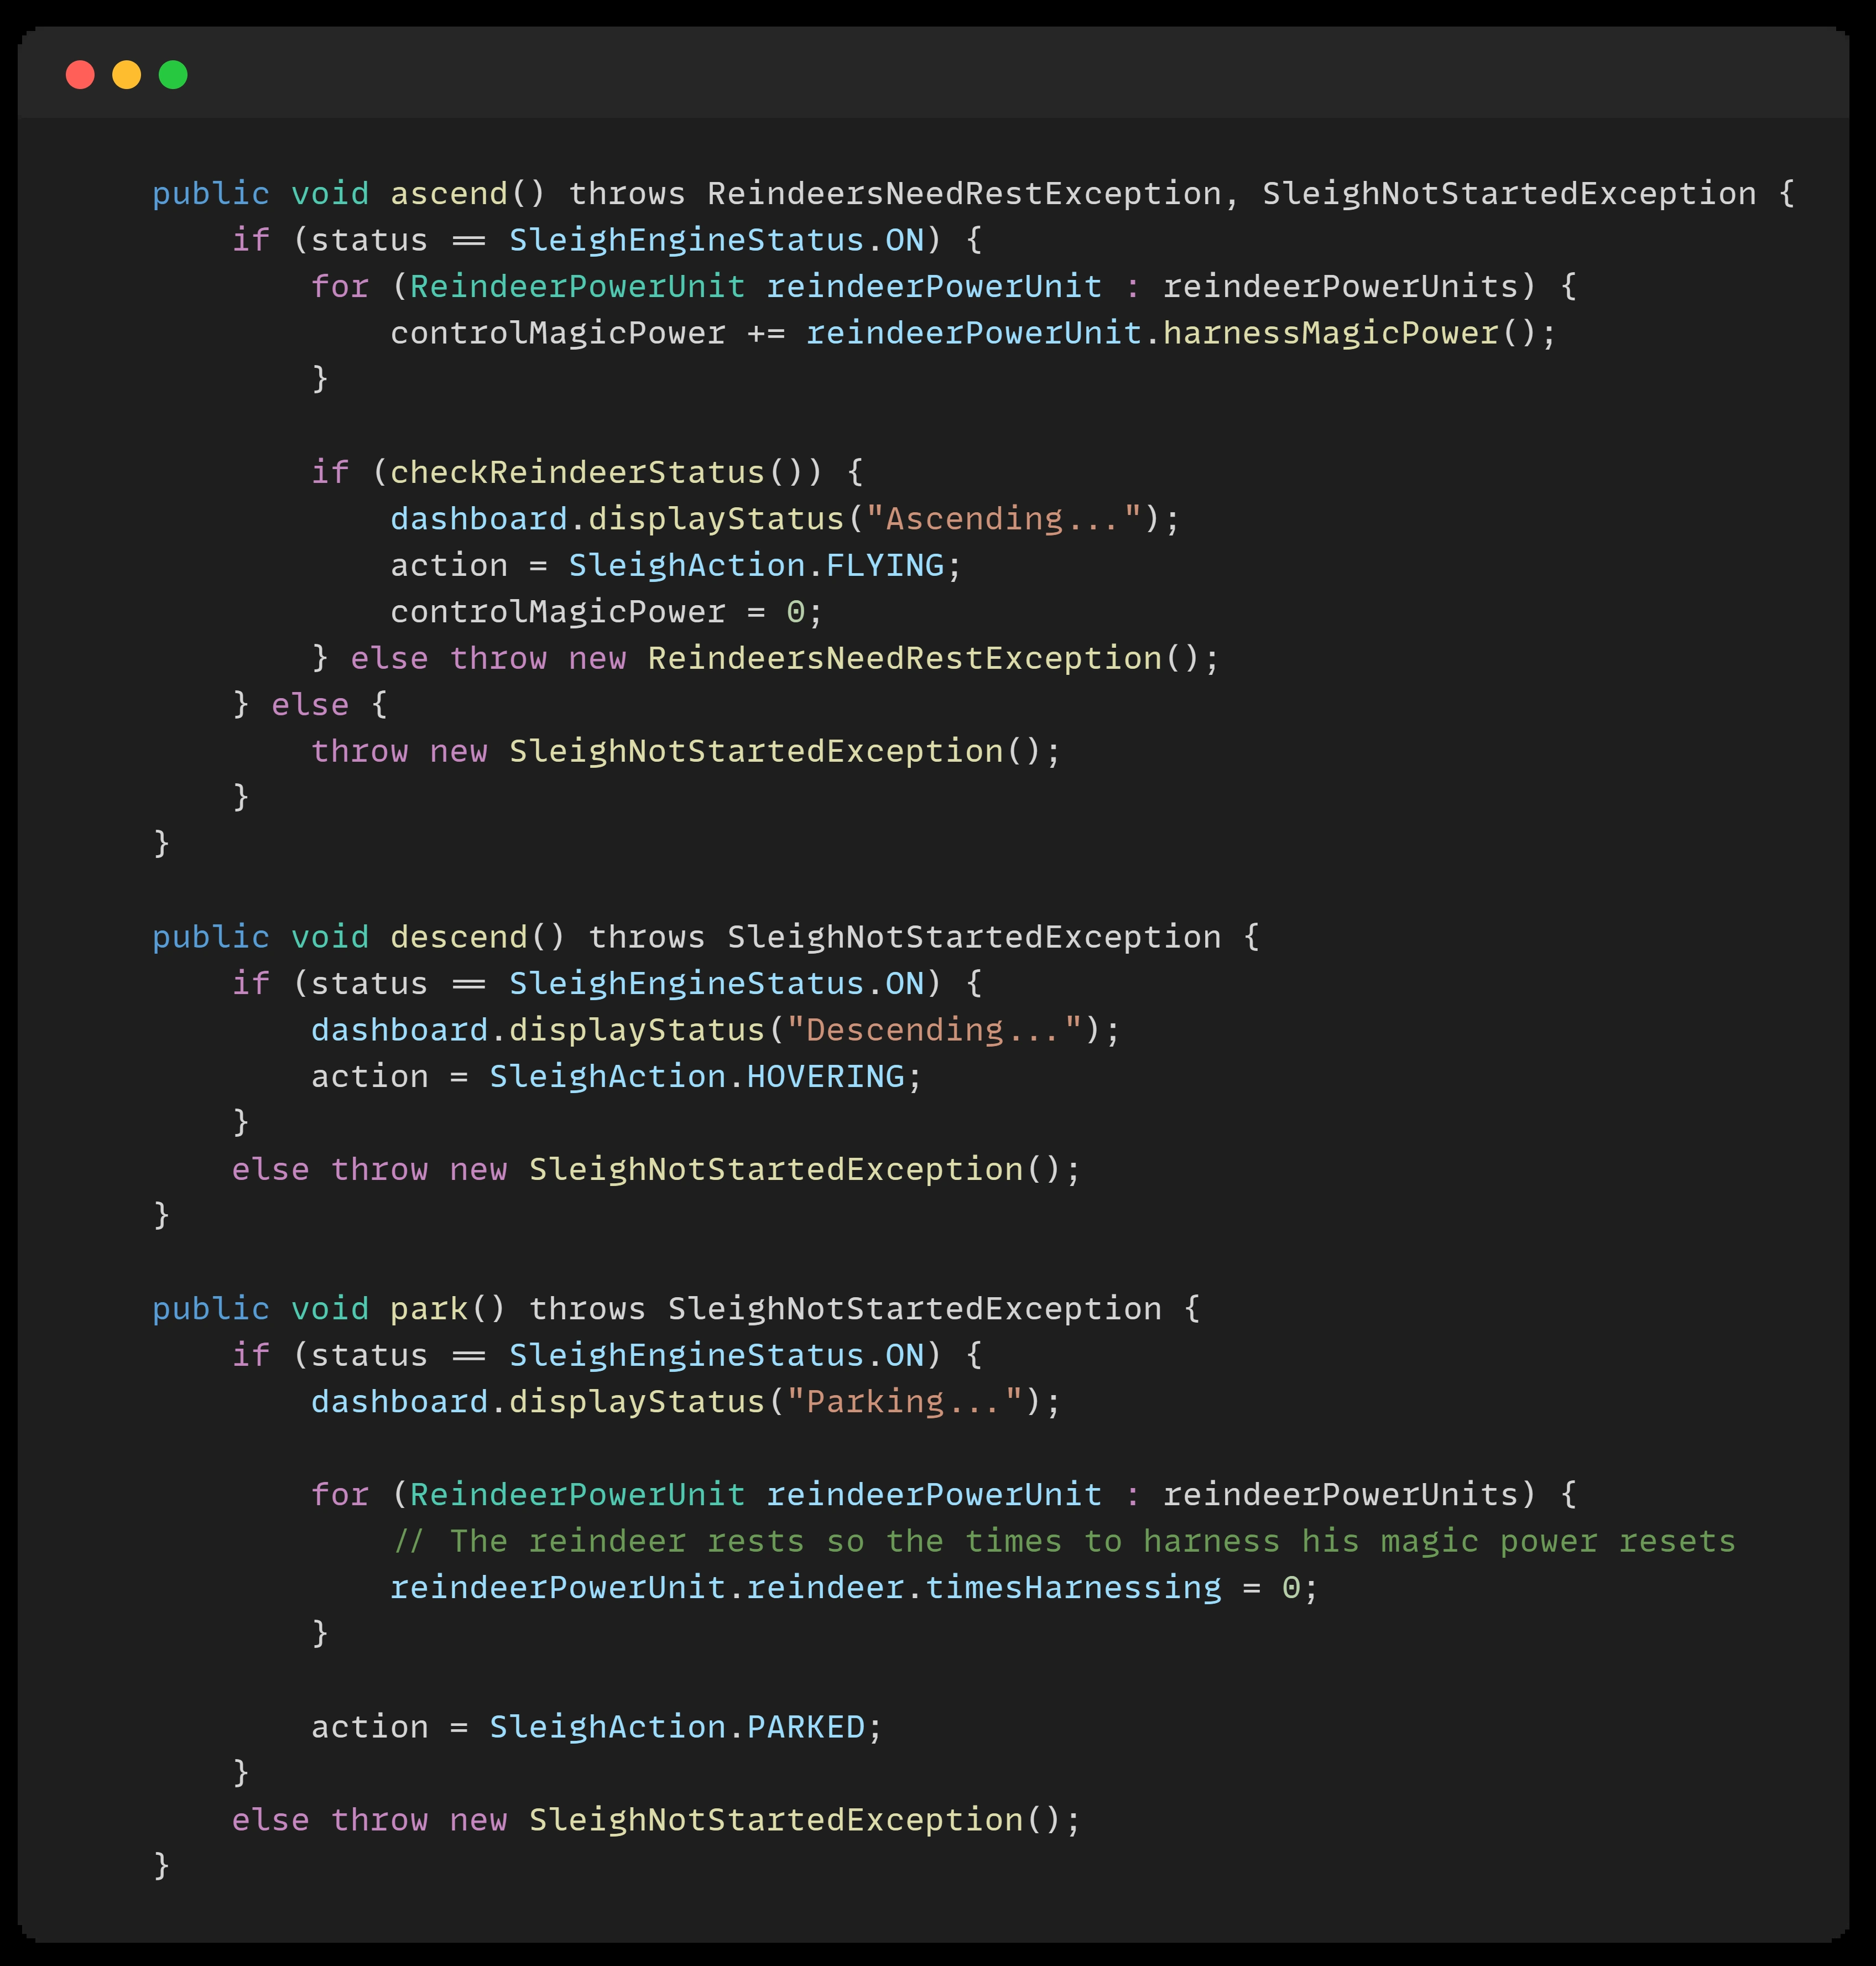 public void ascend() throws ReindeersNeedRestException, SleighNotStartedException {
    if (status == SleighEngineStatus.ON) {
        for (ReindeerPowerUnit reindeerPowerUnit : reindeerPowerUnits) {
            controlMagicPower += reindeerPowerUnit.harnessMagicPower();
        }

        if (checkReindeerStatus()) {
            dashboard.displayStatus("Ascending...");
            action = SleighAction.FLYING;
            controlMagicPower = 0;
        } else throw new ReindeersNeedRestException();
    } else {
        throw new SleighNotStartedException();
    }
}

public void descend() throws SleighNotStartedException {
    if (status == SleighEngineStatus.ON) {
        dashboard.displayStatus("Descending...");
        action = SleighAction.HOVERING;
    }
    else throw new SleighNotStartedException();
}

public void park() throws SleighNotStartedException {
    if (status == SleighEngineStatus.ON) {
        dashboard.displayStatus("Parking...");

        for (ReindeerPowerUnit reindeerPowerUnit : reindeerPowerUnits) {
            // The reindeer rests so the times to harness his magic power resets
            reindeerPowerUnit.reindeer.timesHarnessing = 0;
        }

        action = SleighAction.PARKED;
    }
    else throw new SleighNotStartedException();
}